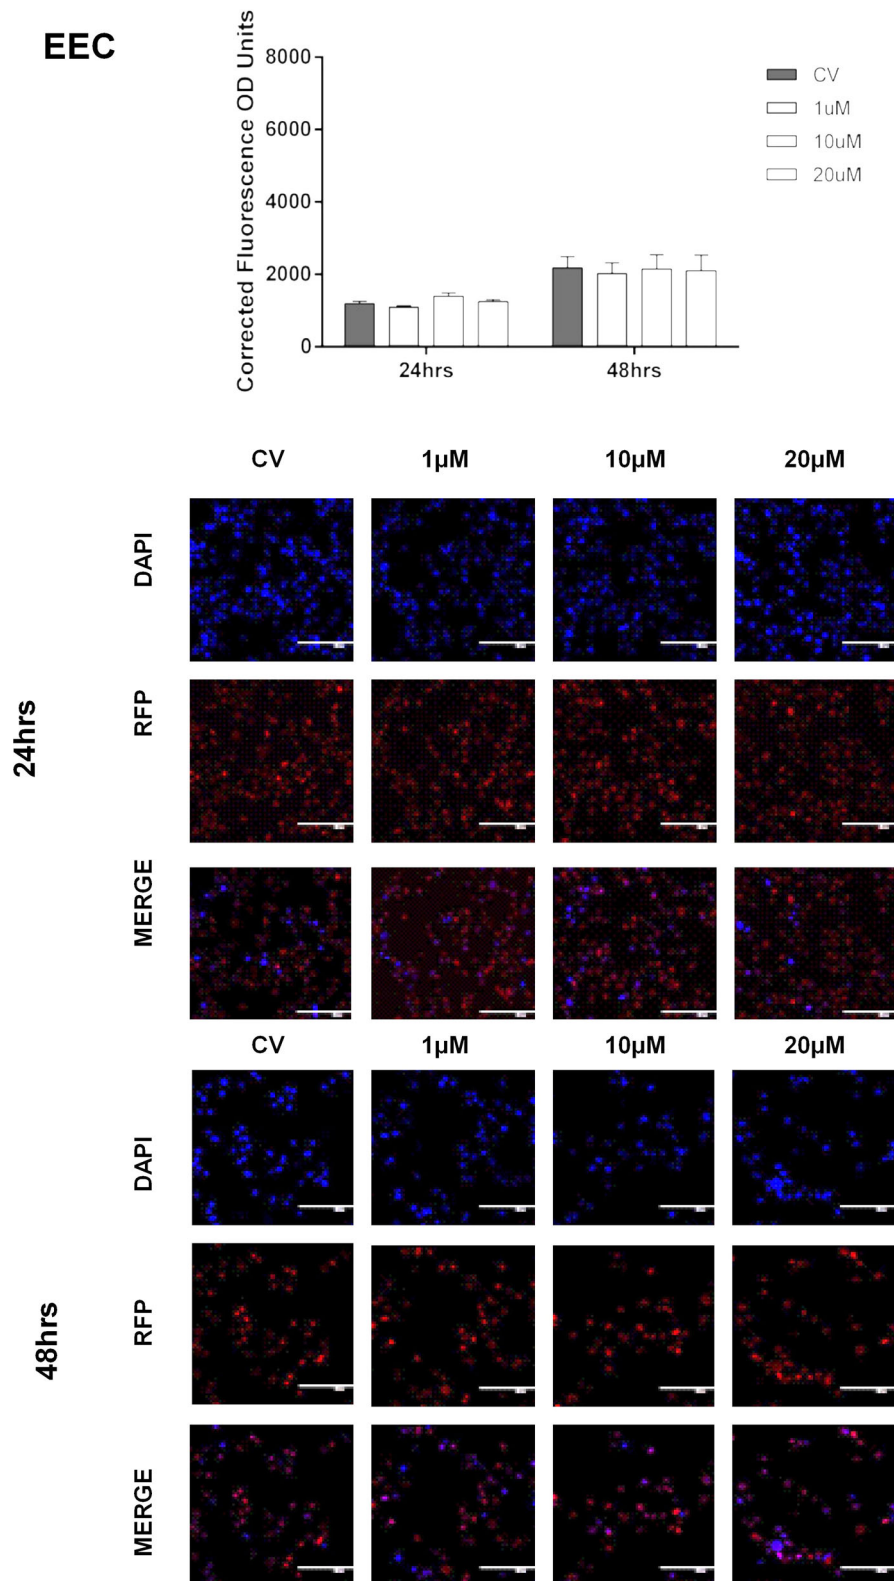 EEC
Corrected Fluorescence OD Units
8000
6000
4000
2000
0
24hrs
48hrs
CV
1uM
10uM
20uM
CV 1µM 10µM 20µM
24hrs
DAPI
RFP
MERGE
CV 1µM 10µM 20µM
48hrs
DAPI
RFP
MERGE